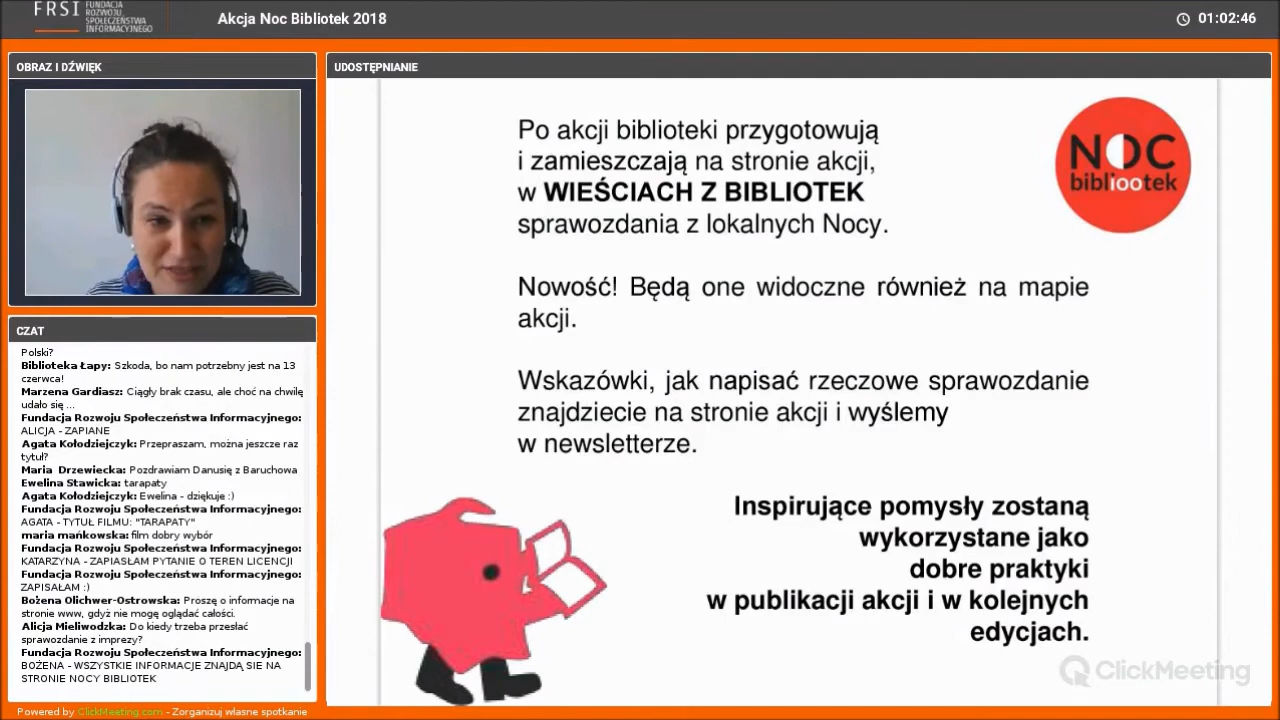 FRSI
FUNDACJA
ROZWOJU
SPOŁECZEŃSTWA
INFORMACYJNEGO
Akcja Noc Bibliotek 2018
01:02:46
OBRAZ I DŹWIĘK
CZAT
Polski?
Biblioteka Łapy: Szkoda, bo nam potrzebny jest na 13
czerwca!
Marzena Gardiasz: Ciągły brak czasu, ale choć na chwilę
udało się ...
Fundacja Rozwoju Społeczeństwa Informacyjnego:
ALICJA - ZAPIANE
Agata Kołodziejczyk: Przepraszam, można jeszcze raz
tytuł?
Maria Drzewiecka: Pozdrawiam Danusię z Baruchowa
Ewelina Stawicka: tarapaty
Agata Kołodziejczyk: Ewelina - dziękuje :)
Fundacja Rozwoju Społeczeństwa Informacyjnego:
AGATA - TYTUŁ FILMU: "TARAPATY"
maria mańkowska: film dobry wybór
Fundacja Rozwoju Społeczeństwa Informacyjnego:
KATARZYNA - ZAPIASŁAM PYTANIE O TEREN LICENCJI
Fundacja Rozwoju Społeczeństwa Informacyjnego:
ZAPISAŁAM :)
Bożena Olichwer-Ostrowska: Proszę o informacje na
stronie www, gdyż nie mogę oglądać całości.
Alicja Mieliwodzka: Do kiedy trzeba przesłać
sprawozdanie z imprezy?
Fundacja Rozwoju Społeczeństwa Informacyjnego:
BOŻENA - WSZYSTKIE INFORMACJE ZNAJDĄ SIE NA
STRONIE NOCY BIBLIOTEK
Powered by ClickMeeting.com - Zorganizuj własne spotkanie
UDOSTĘPNIANIE
Po akcji biblioteki przygotowują
i zamieszczają na stronie akcji,
w WIEŚCIACH Z BIBLIOTEK
sprawozdania z lokalnych Nocy.
Nowość! Będą one widoczne również na mapie
akcji.
Wskazówki, jak napisać rzeczowe sprawozdanie
znajdziecie na stronie akcji i wyślemy
w newsletterze.
Inspirujące pomysły zostaną
wykorzystane jako
dobre praktyki
w publikacji akcji i w kolejnych
edycjach.
NOC
bibliootek
ClickMeeting